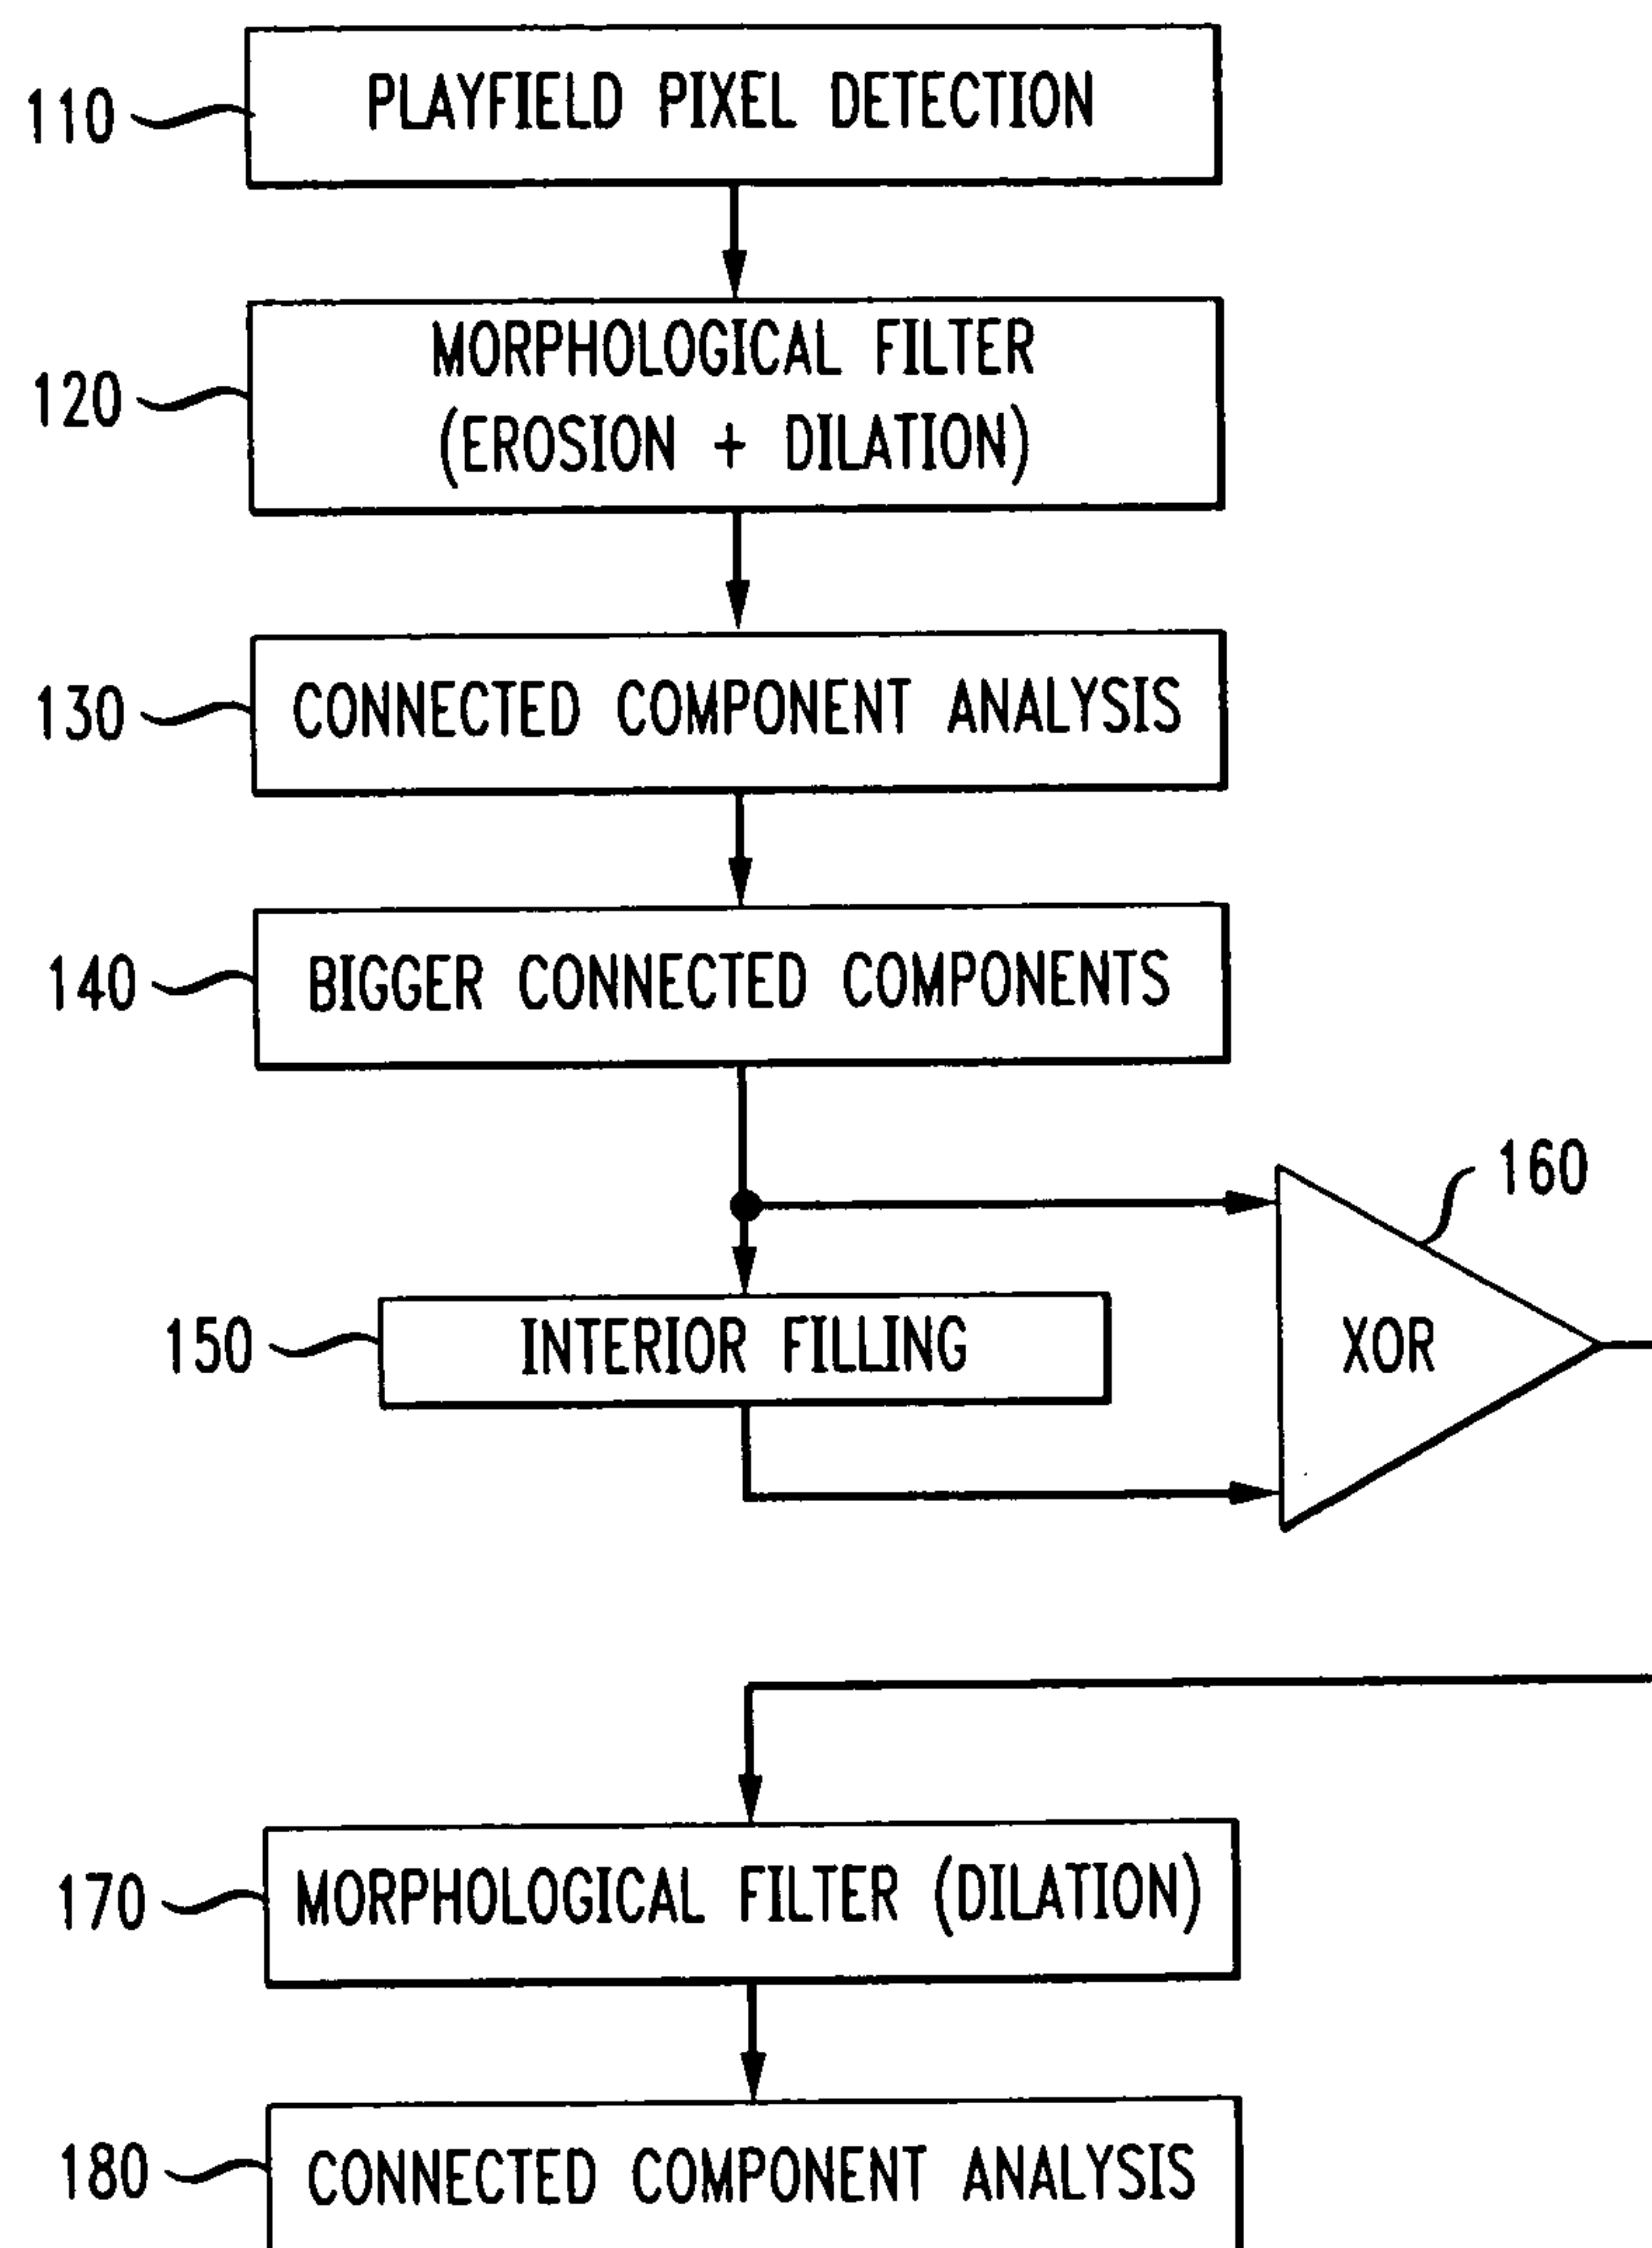 110 PLAYFIELD PIXEL DETECTION
120 MORPHOLOGICAL FILTER
(EROSION + DILATION)
130 CONNECTED COMPONENT ANALYSIS
140 BIGGER CONNECTED COMPONENTS
160
150 INTERIOR FILLING
XOR
170 MORPHOLOGICAL FILTER (DILATION)
180 CONNECTED COMPONENT ANALYSIS